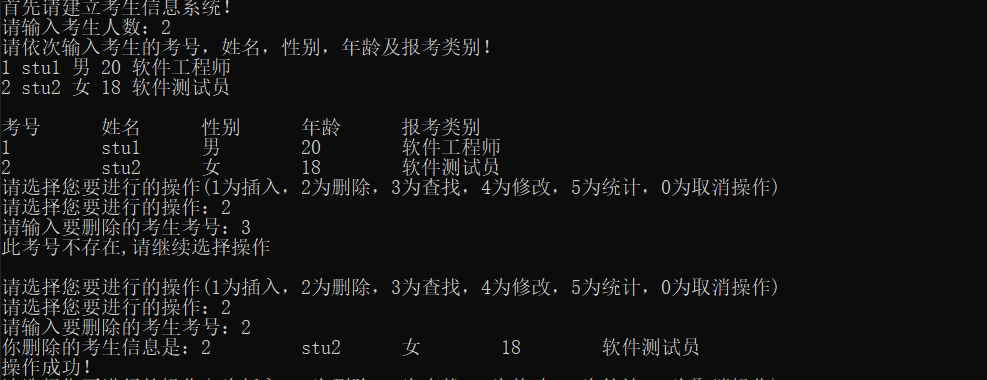 首先请建立考生信息系统！
请输入考生人数：2
请依次输入考生的考号，姓名，性别，年龄及报考类别！
1 stu1 男 20 软件工程师
2 stu2 女 18 软件测试员
考号 姓名 性别 年龄 报考类别
1 stu1 男 20 软件工程师
2 stu2 女 18 软件测试员
请选择您要进行的操作(1为插入，2为删除，3为查找，4为修改，5为统计，0为取消操作)
请选择您要进行的操作：2
请输入要删除的考生考号：3
此考号不存在,请继续选择操作
请选择您要进行的操作(1为插入，2为删除，3为查找，4为修改，5为统计，0为取消操作)
请选择您要进行的操作：2
请输入要删除的考生考号：2
你删除的考生信息是：2 stu2 女 18 软件测试员
操作成功！